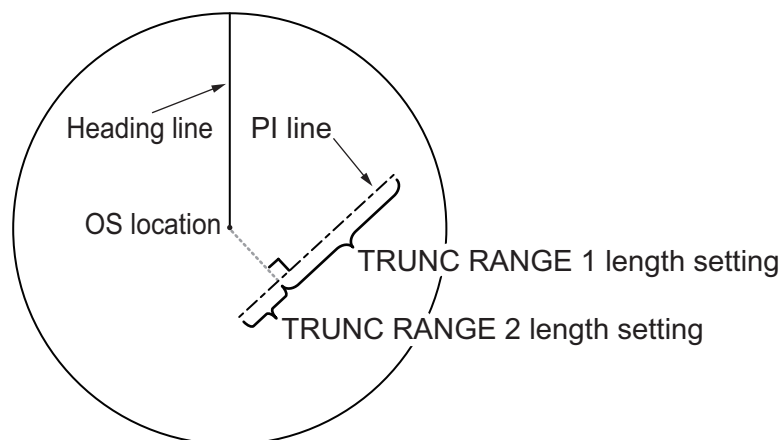 Heading line
PI line
OS location
TRUNC RANGE 1 length setting
TRUNC RANGE 2 length setting